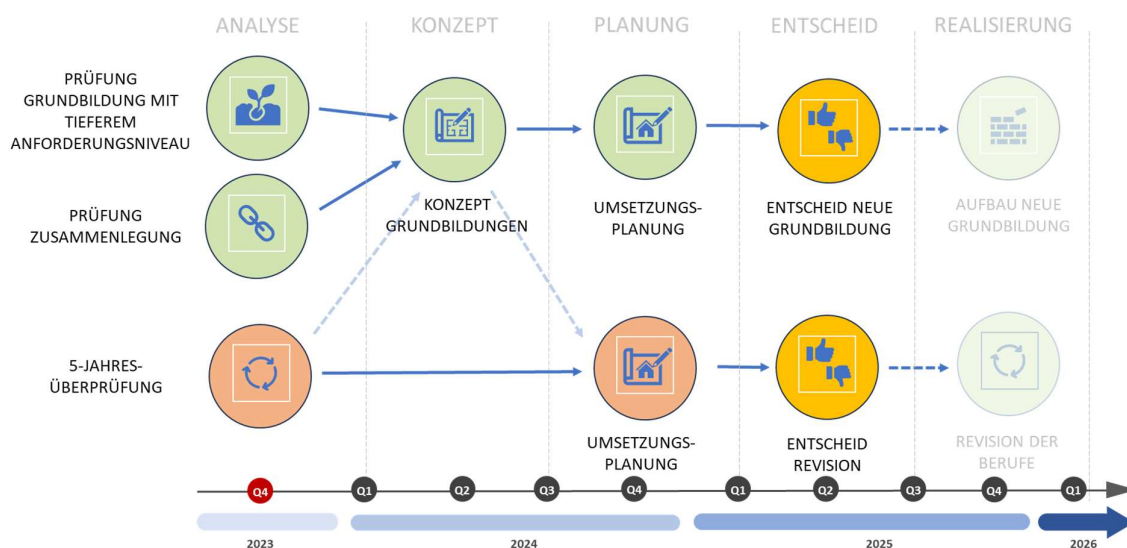 ANALYSE
KONZEPT
PLANUNG
ENTSCHEID
REALISIERUNG
PRÜFUNG
GRUNDBILDUNG MIT
TIEFEREM
ANFORDERUNGSNIVEAU
PRÜFUNG
ZUSAMMENLEGUNG
KONZEPT
GRUNDBILDUNGEN
UMSETZUNGS-
PLANUNG
ENTSCHEID NEUE
GRUNDBILDUNG
AUFBAU NEUE
GRUNDBILDUNG
5-JAHRES-
ÜBERPRÜFUNG
UMSETZUNGS-
PLANUNG
ENTSCHEID
REVISION
REVISION DER
BERUFE
Q4
Q1
Q2
Q3
Q4
Q1
Q2
Q3
Q4
Q1
2023
2024
2025
2026